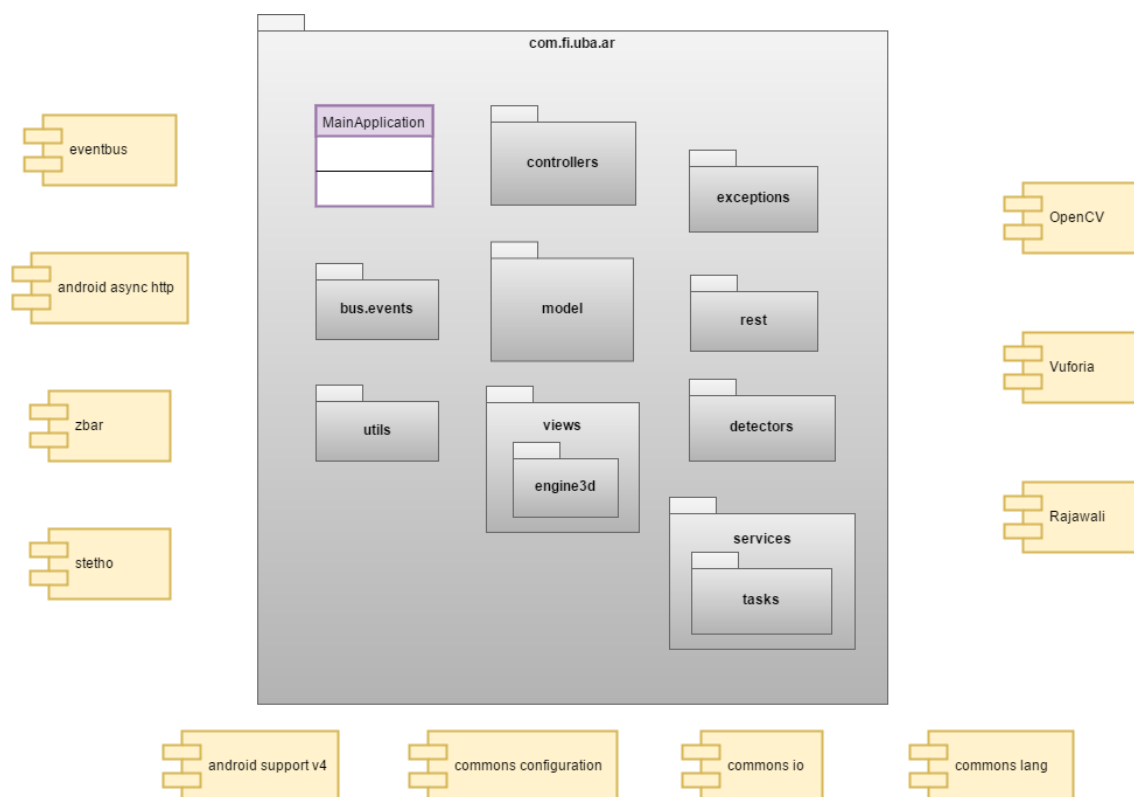 com.fi.uba.ar
MainApplication
controllers
exceptions
bus.events
model
rest
utils
views
engine3d
detectors
services
tasks
eventbus
android async http
zbar
stetho
OpenCV
Vuforia
Rajawali
android support v4
commons configuration
commons io
commons lang